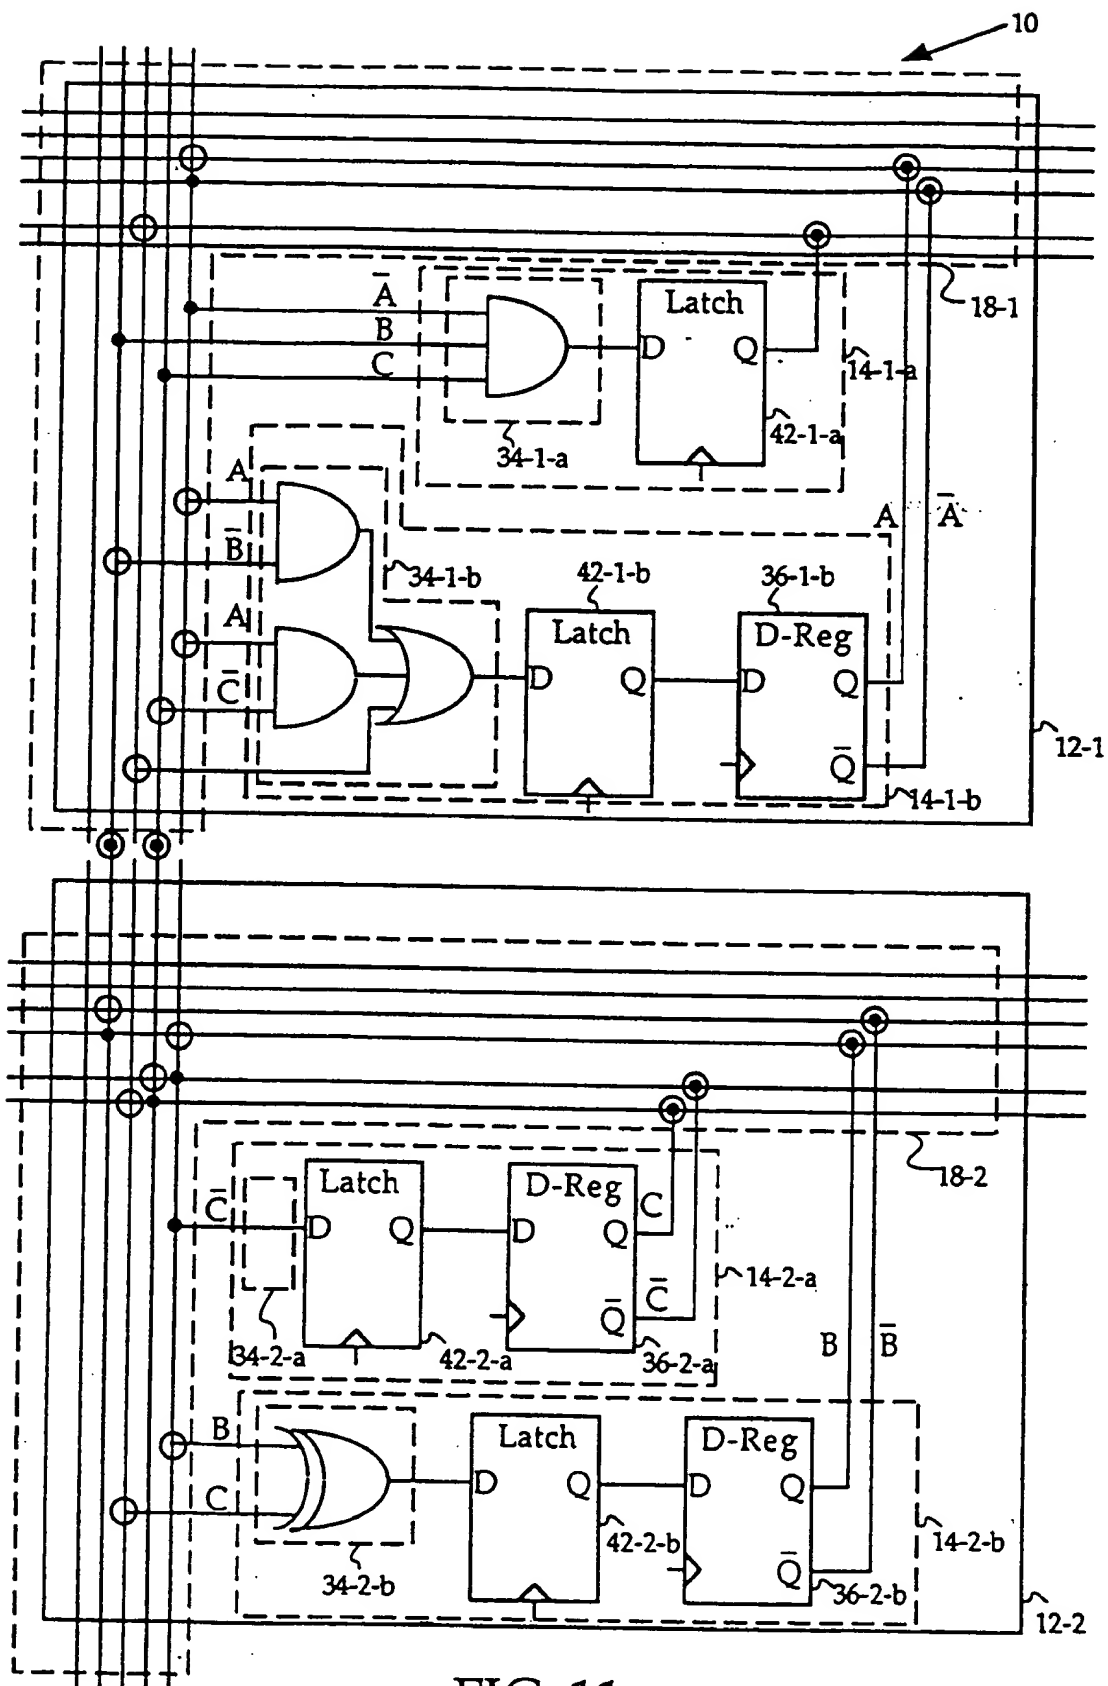 10
18-1
A̅
B
C
Latch
D Q
14-1-a
42-1-a
34-1-a
A
B̅
34-1-b
A
C̅
42-1-b
Latch
D Q
36-1-b
D-Reg
D Q
Q̅
A A̅
12-1
14-1-b
18-2
C̅
Latch
D Q
D-Reg
D Q
Q̅
C
C̅
14-2-a
34-2-a
42-2-a
36-2-a
B B̅
B
C
Latch
D Q
D-Reg
D Q
Q̅
34-2-b
42-2-b
36-2-b
14-2-b
12-2